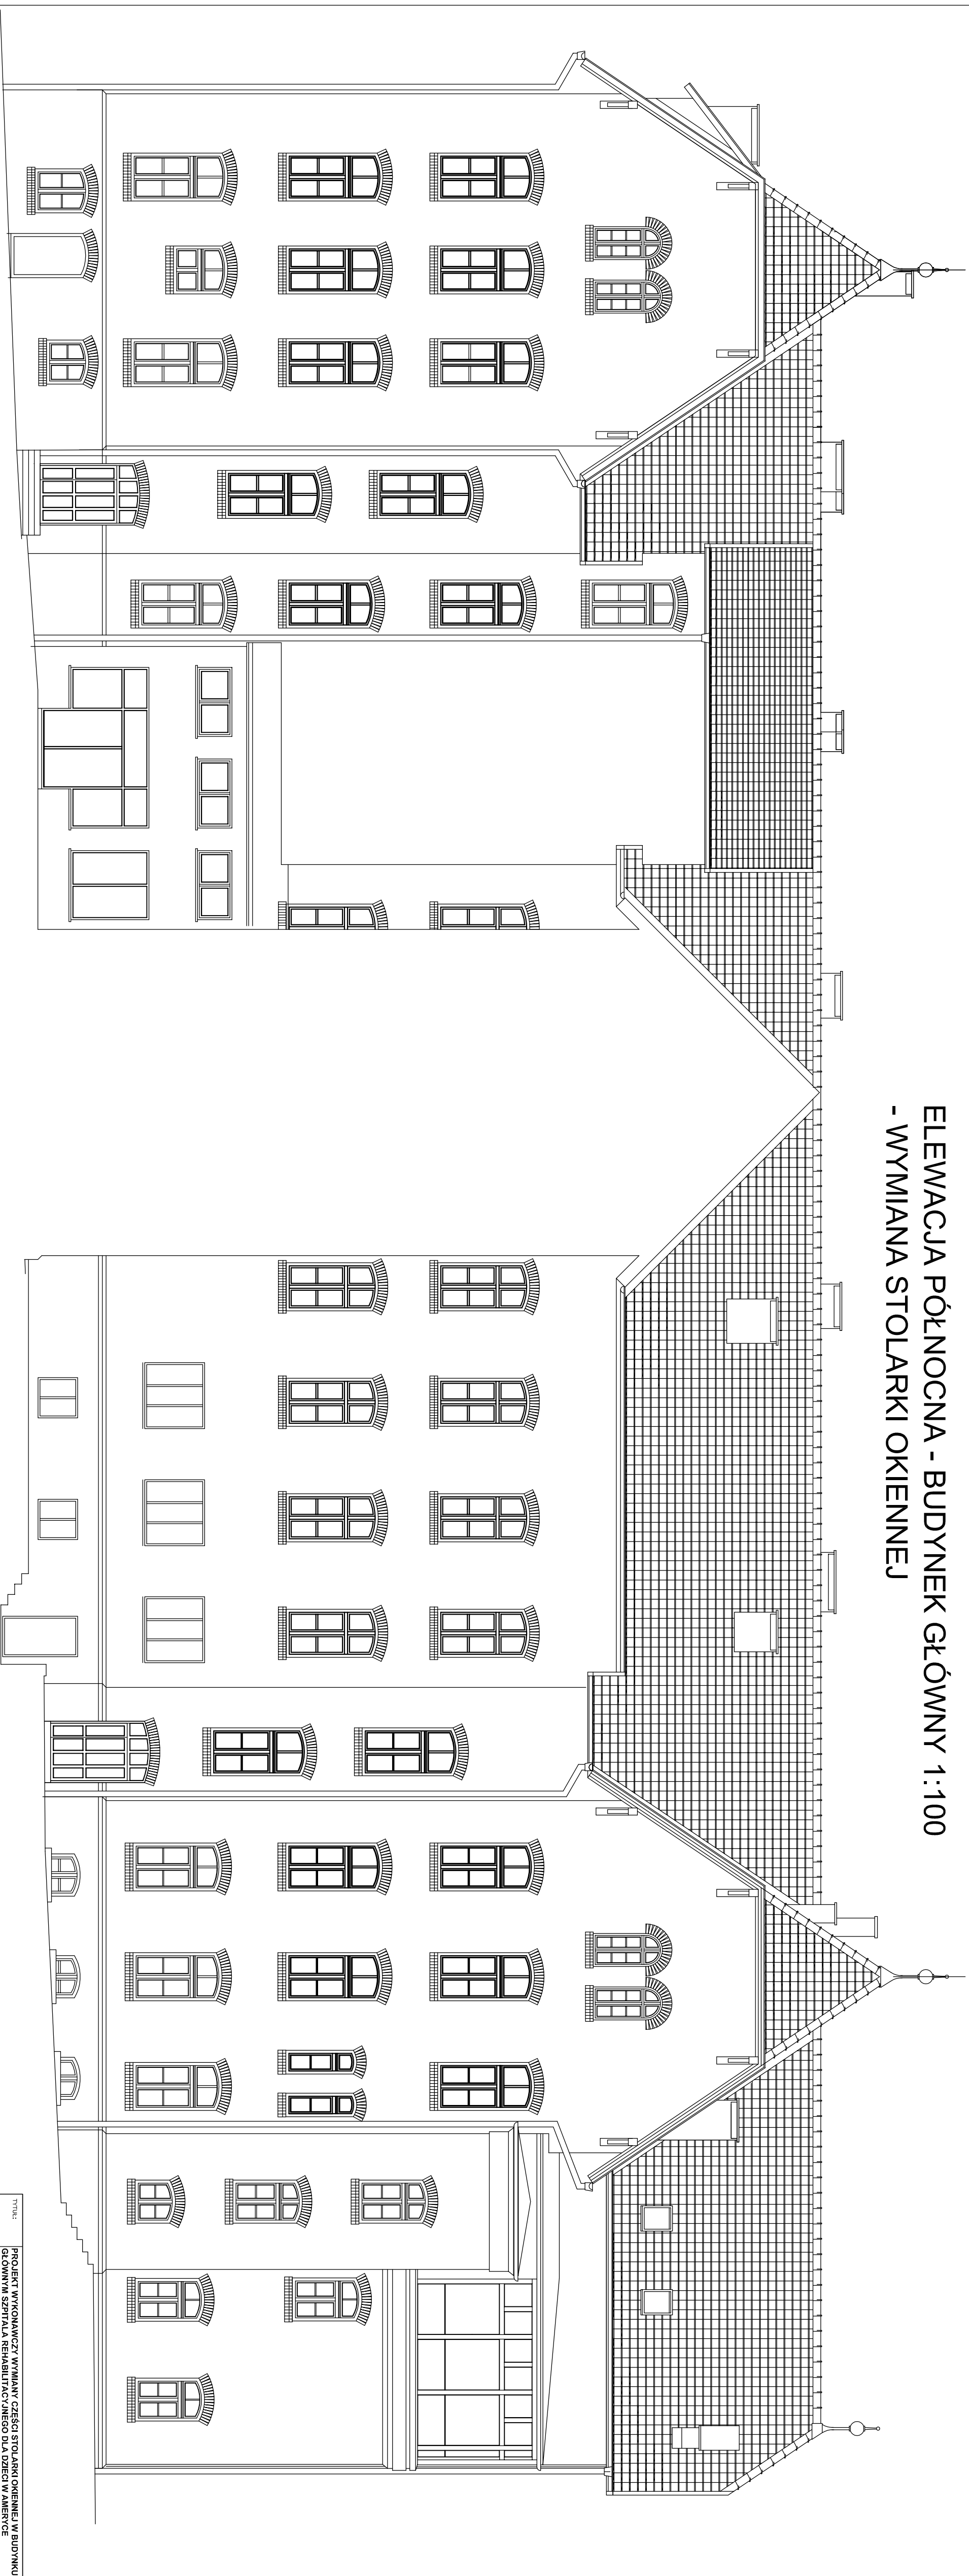 ELEWACJA PÓŁNOCNA - BUDYNEK GŁÓWNY 1:100
- WYMIANA STOLARKI OKIENNEJ
TYTUŁ:
PROJEKT WYKONAWCZY WYMIANY CZĘŚCI STOLARKI OKIENNEJ W BUDYNKU
GŁÓWNYM SZPITALA REHABILITACYJNEGO DLA DZIECI W AMERYCE